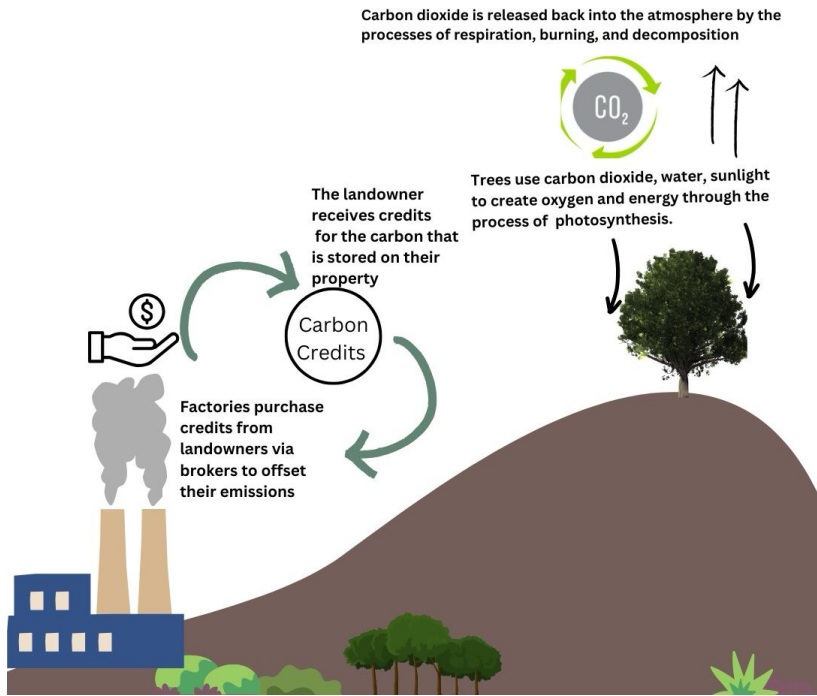 Carbon dioxide is released back into the atmosphere by the
processes of respiration, burning, and decomposition
CO₂
Trees use carbon dioxide, water, sunlight
to create oxygen and energy through the
process of photosynthesis.
The landowner
receives credits
for the carbon that
is stored on their
property
$
Carbon
Credits
Factories purchase
credits from
landowners via
brokers to offset
their emissions